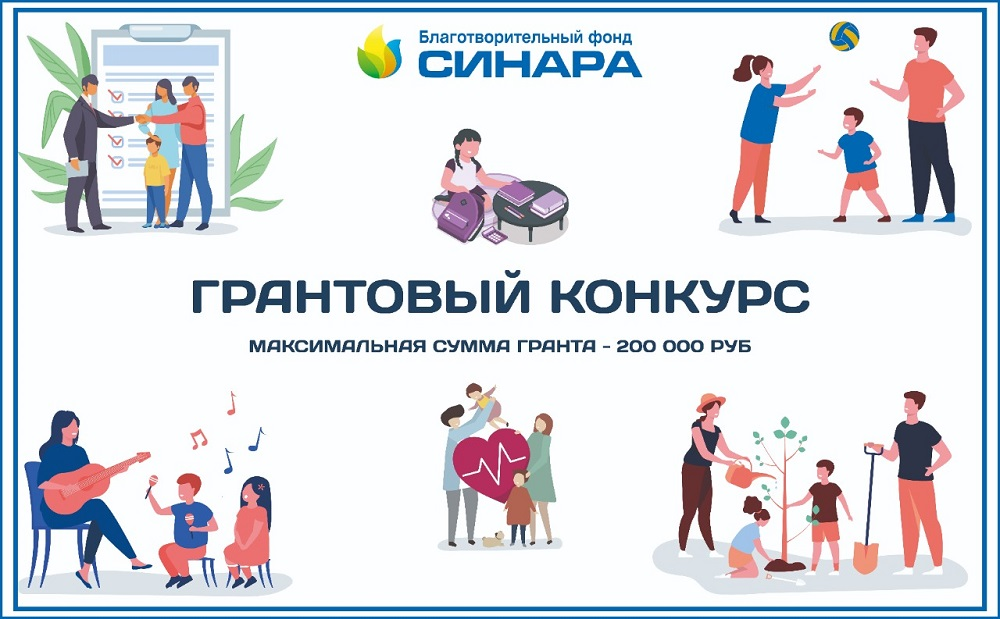 Благотворительный фонд
СИНАРА
ГРАНТОВЫЙ КОНКУРС
МАКСИМАЛЬНАЯ СУММА ГРАНТА - 200 000 РУБ